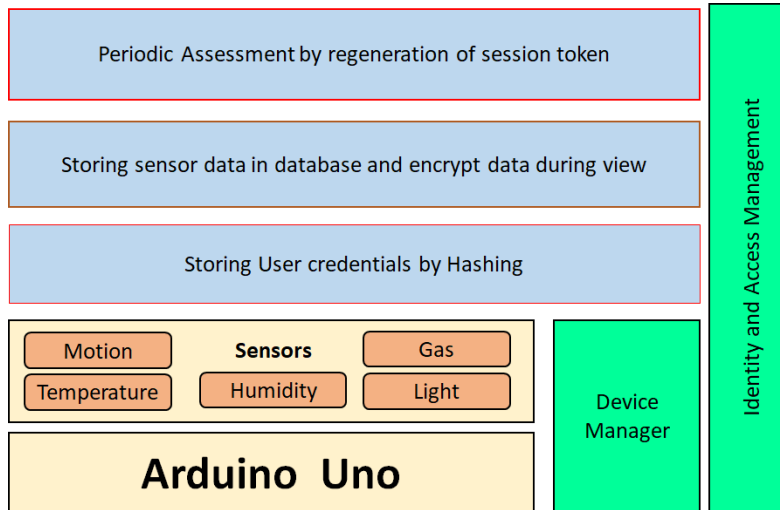 Periodic Assessment by regeneration of session token
Storing sensor data in database and encrypt data during view
Storing User credentials by Hashing
Motion
Sensors
Gas
Temperature
Humidity
Light
Arduino Uno
Device
Manager
Identity and Access Management